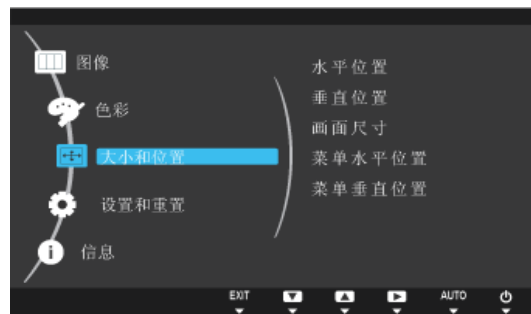 图像
色彩
大小和位置
设置和重置
信息
水平位置
垂直位置
画面尺寸
菜单水平位置
菜单垂直位置
EXIT
AUTO